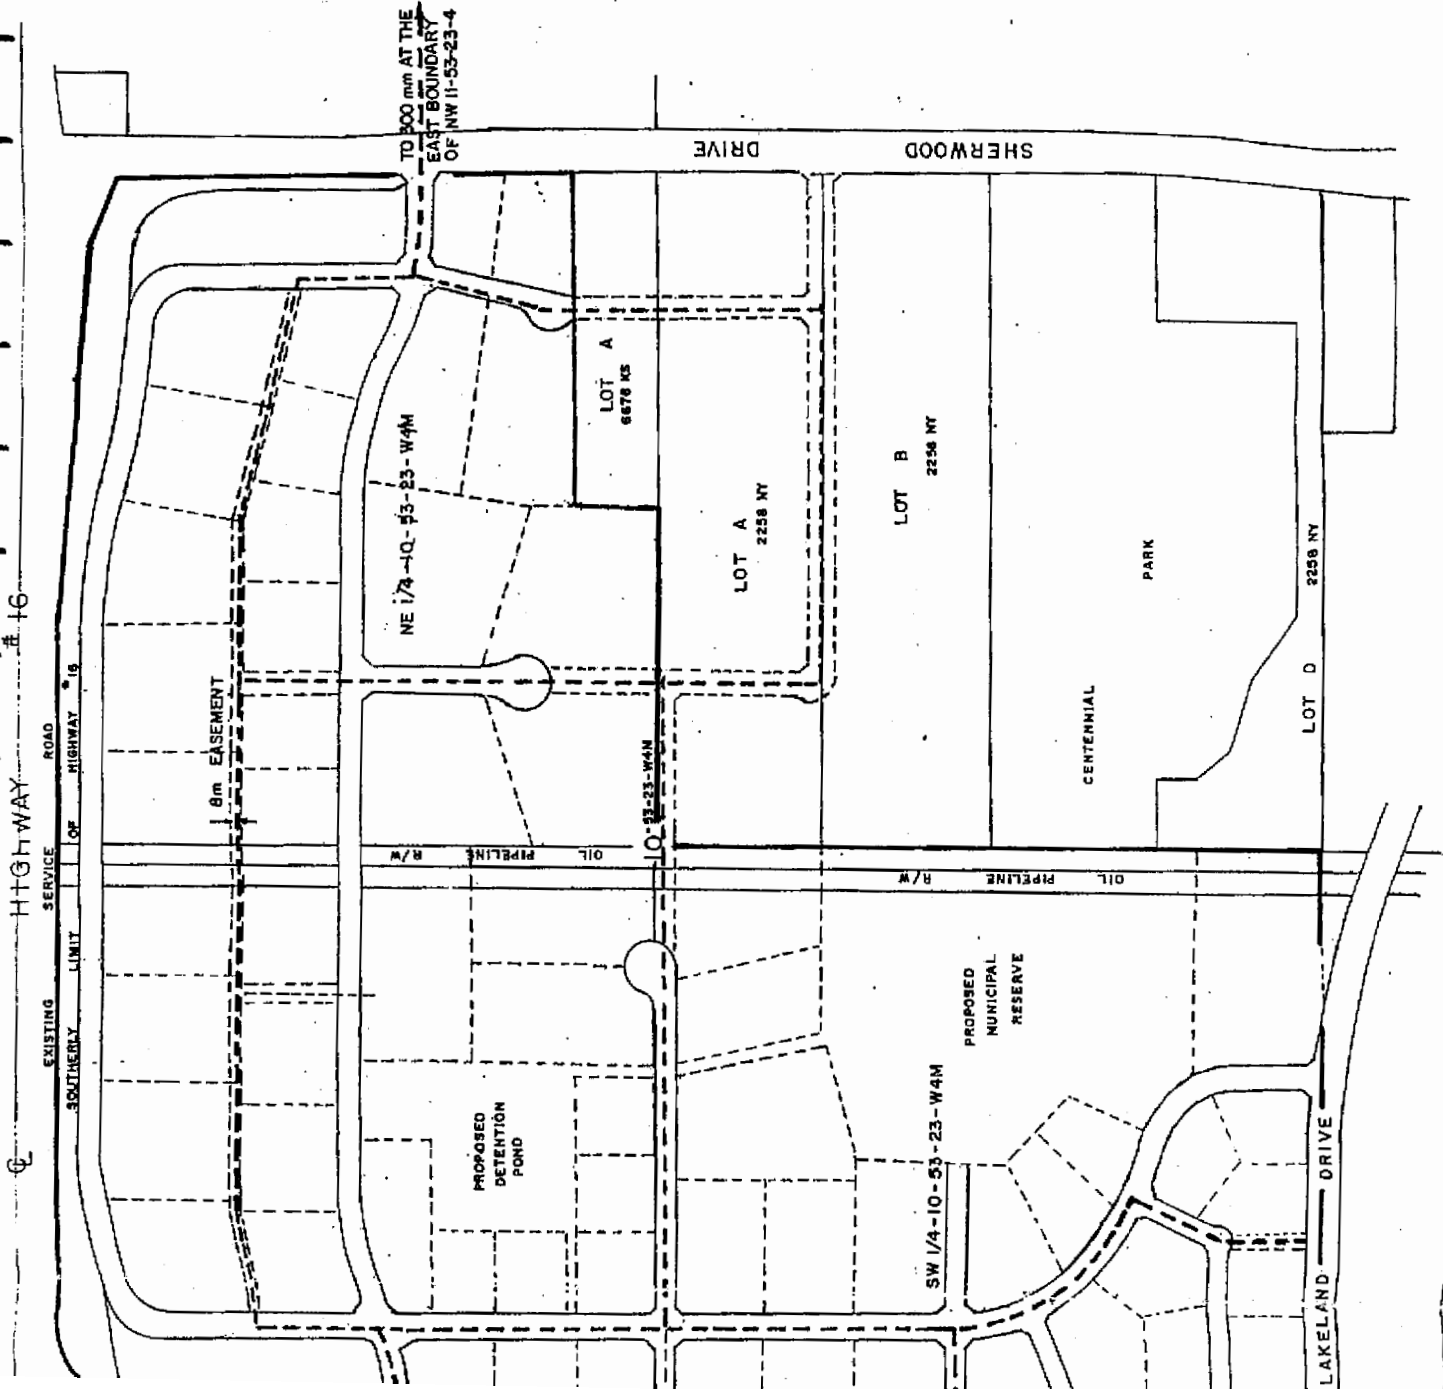 TO 300 mm AT THE
EAST BOUNDARY
OF NW 11-53-23-4
SHERWOOD DRIVE
HIGHWAY # 16
℄
EXISTING SERVICE ROAD
SOUTHERLY LIMIT OF HIGHWAY #16
8m EASEMENT
NE 1/4-10-53-23-W4M
LOT A
6678 KS
LOT A
2258 NY
LOT B
2258 NY
CENTENNIAL PARK
LOT D 2258 NY
10-53-23-W4M
OIL PIPELINE R/W
OIL PIPELINE R/W
PROPOSED
DETENTION
POND
PROPOSED
MUNICIPAL
RESERVE
SW 1/4-10-53-23-W4M
LAKELAND DRIVE